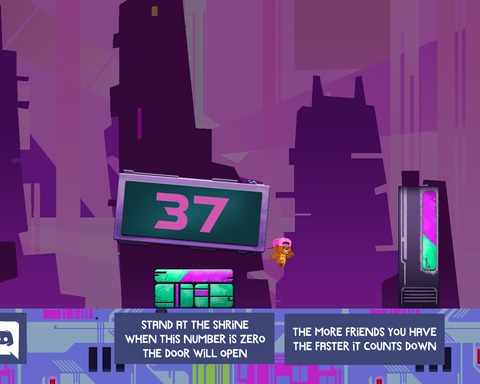 37
STAND AT THE SHRINE
WHEN THIS NUMBER IS ZERO
THE DOOR WILL OPEN
THE MORE FRIENDS YOU HAVE
THE FASTER IT COUNTS DOWN